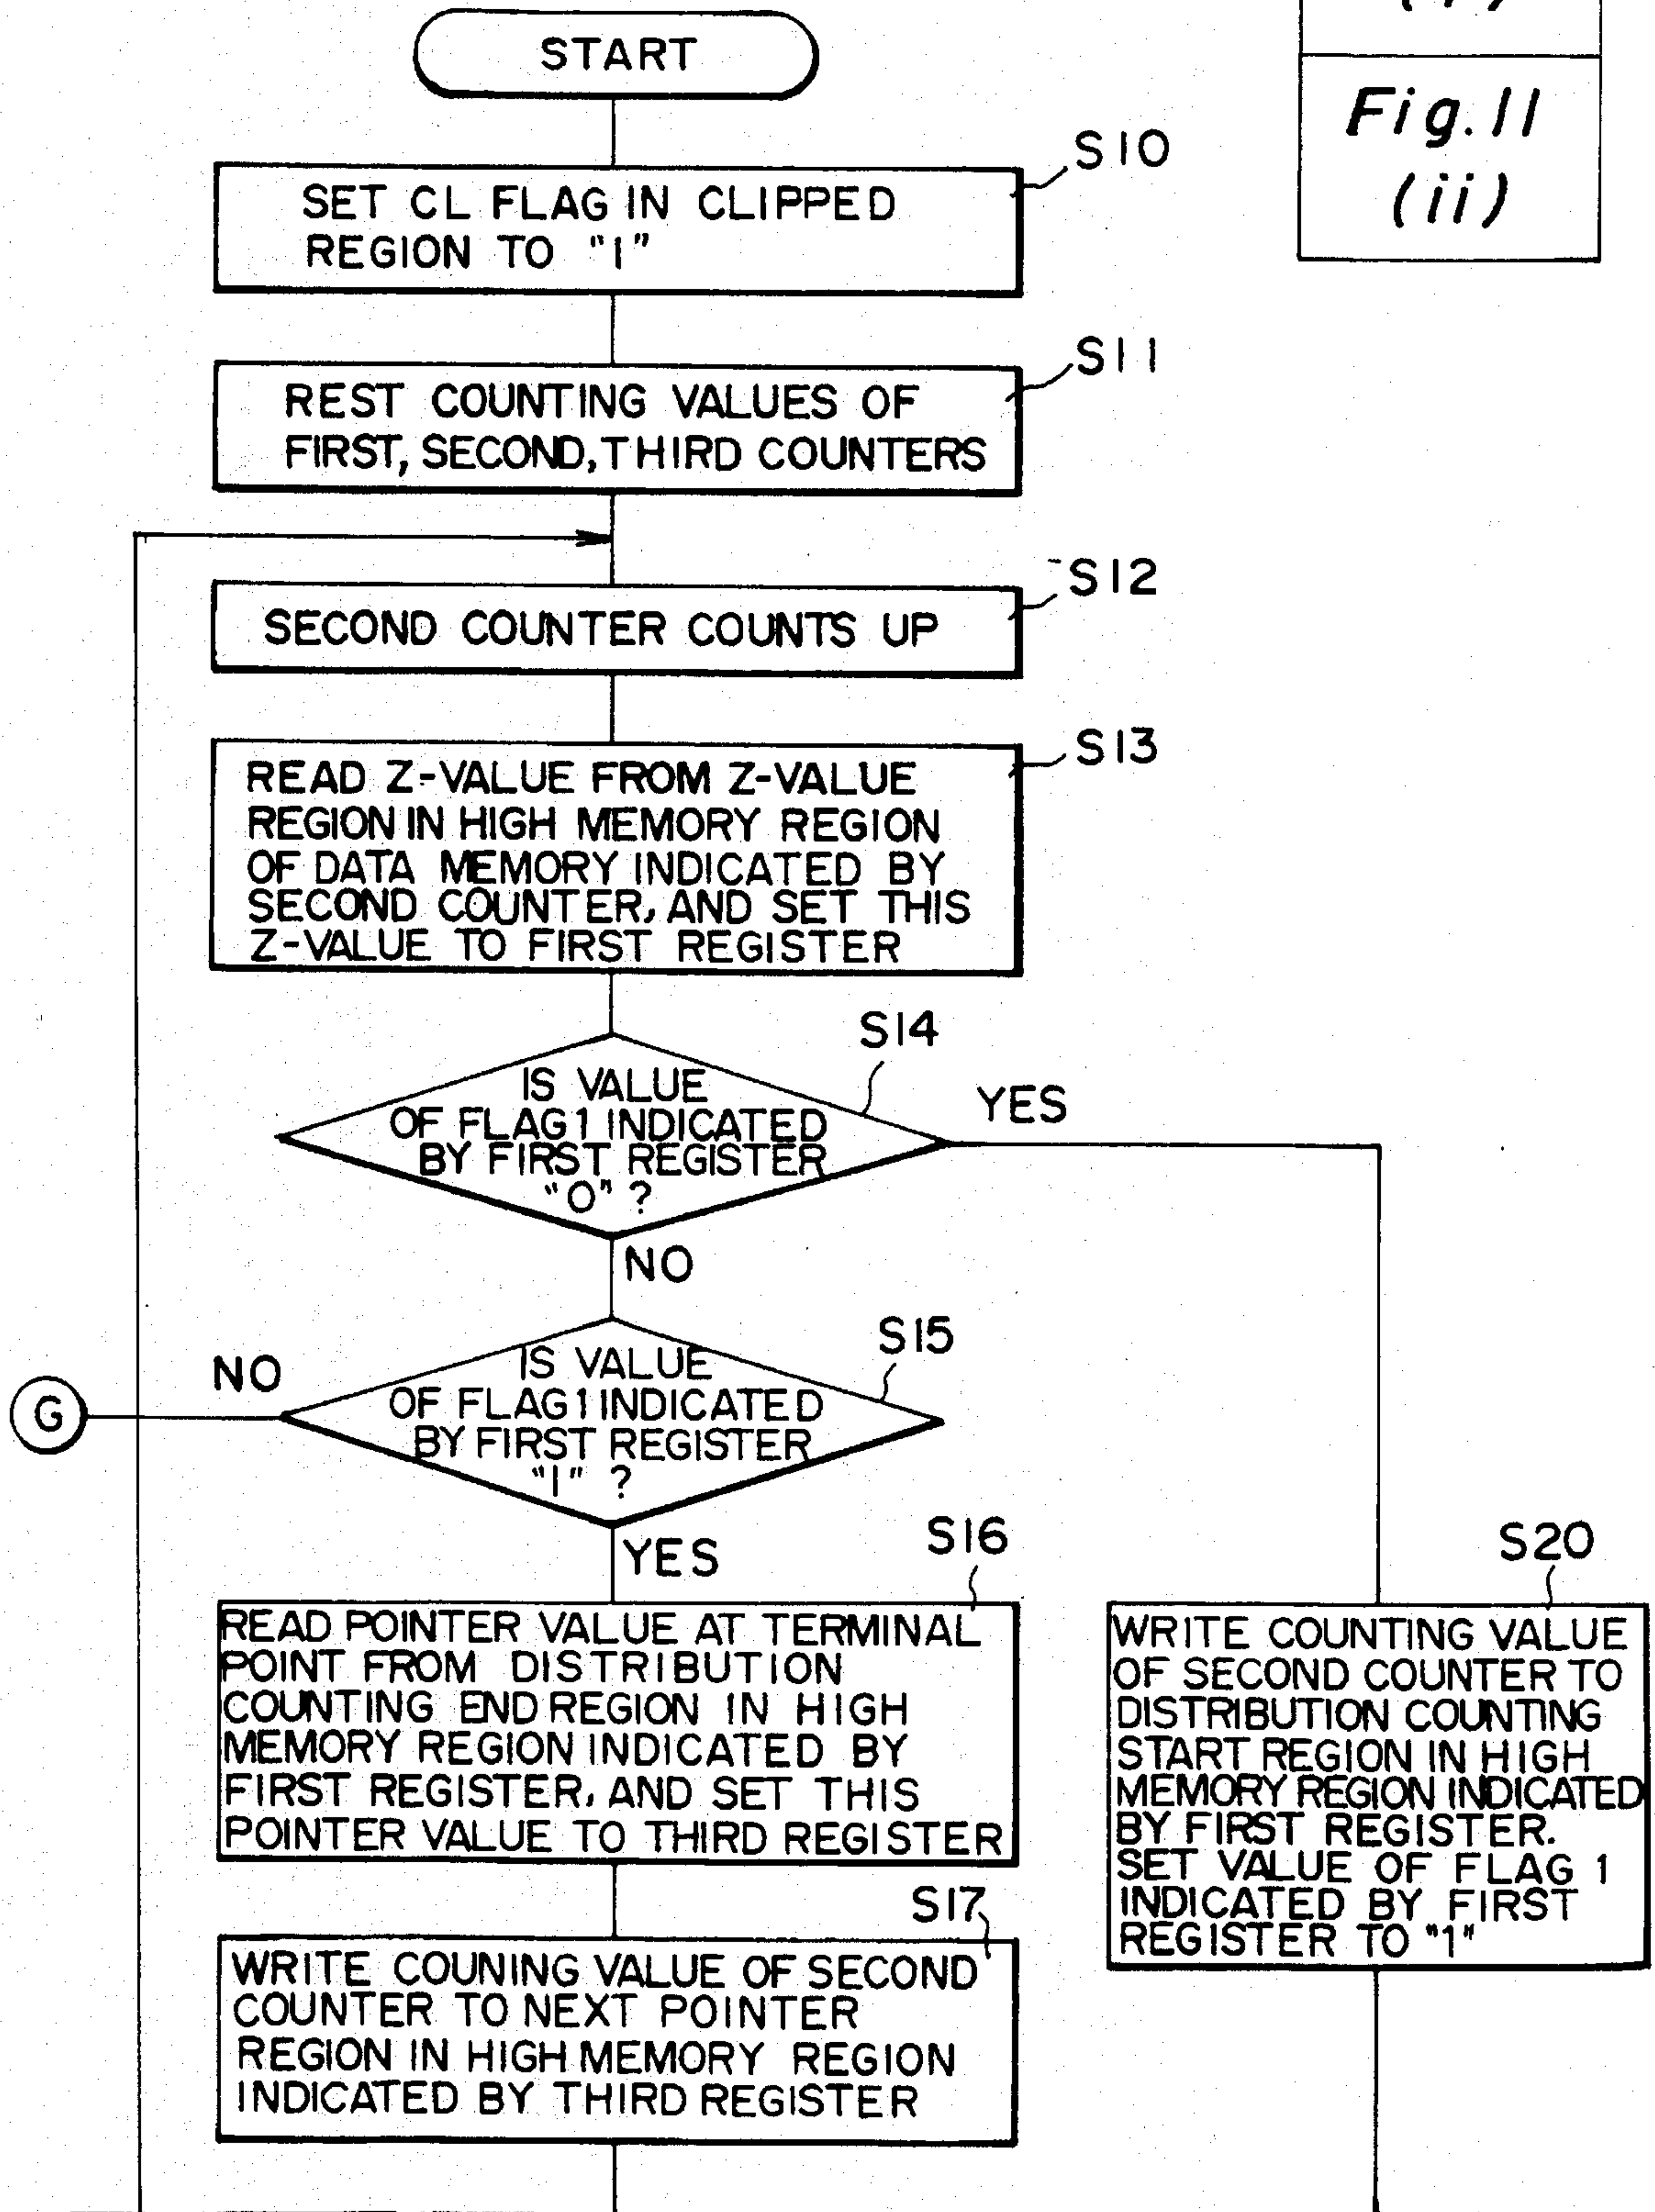 START
Fig. 11
(ii)
S10
SET CL FLAG IN CLIPPED
REGION TO "1"
S11
REST COUNTING VALUES OF
FIRST, SECOND, THIRD COUNTERS
S12
SECOND COUNTER COUNTS UP
S13
READ Z-VALUE FROM Z-VALUE
REGION IN HIGH MEMORY REGION
OF DATA MEMORY INDICATED BY
SECOND COUNTER, AND SET THIS
Z-VALUE TO FIRST REGISTER
S14
IS VALUE
OF FLAG 1 INDICATED
BY FIRST REGISTER
"0" ?
YES
NO
S15
IS VALUE
OF FLAG 1 INDICATED
BY FIRST REGISTER
"1" ?
NO
G
YES
S16
READ POINTER VALUE AT TERMINAL
POINT FROM DISTRIBUTION
COUNTING END REGION IN HIGH
MEMORY REGION INDICATED BY
FIRST REGISTER, AND SET THIS
POINTER VALUE TO THIRD REGISTER
S20
WRITE COUNTING VALUE
OF SECOND COUNTER TO
DISTRIBUTION COUNTING
START REGION IN HIGH
MEMORY REGION INDICATED
BY FIRST REGISTER.
SET VALUE OF FLAG 1
INDICATED BY FIRST
REGISTER TO "1"
S17
WRITE COUNING VALUE OF SECOND
COUNTER TO NEXT POINTER
REGION IN HIGH MEMORY REGION
INDICATED BY THIRD REGISTER